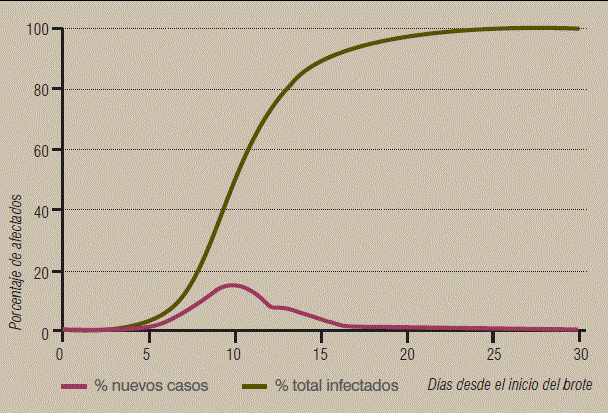 100
80
60
40
20
0
Porcentaje de afectados
0 5 10 15 20 25 30
% nuevos casos % total infectados Días desde el inicio del brote